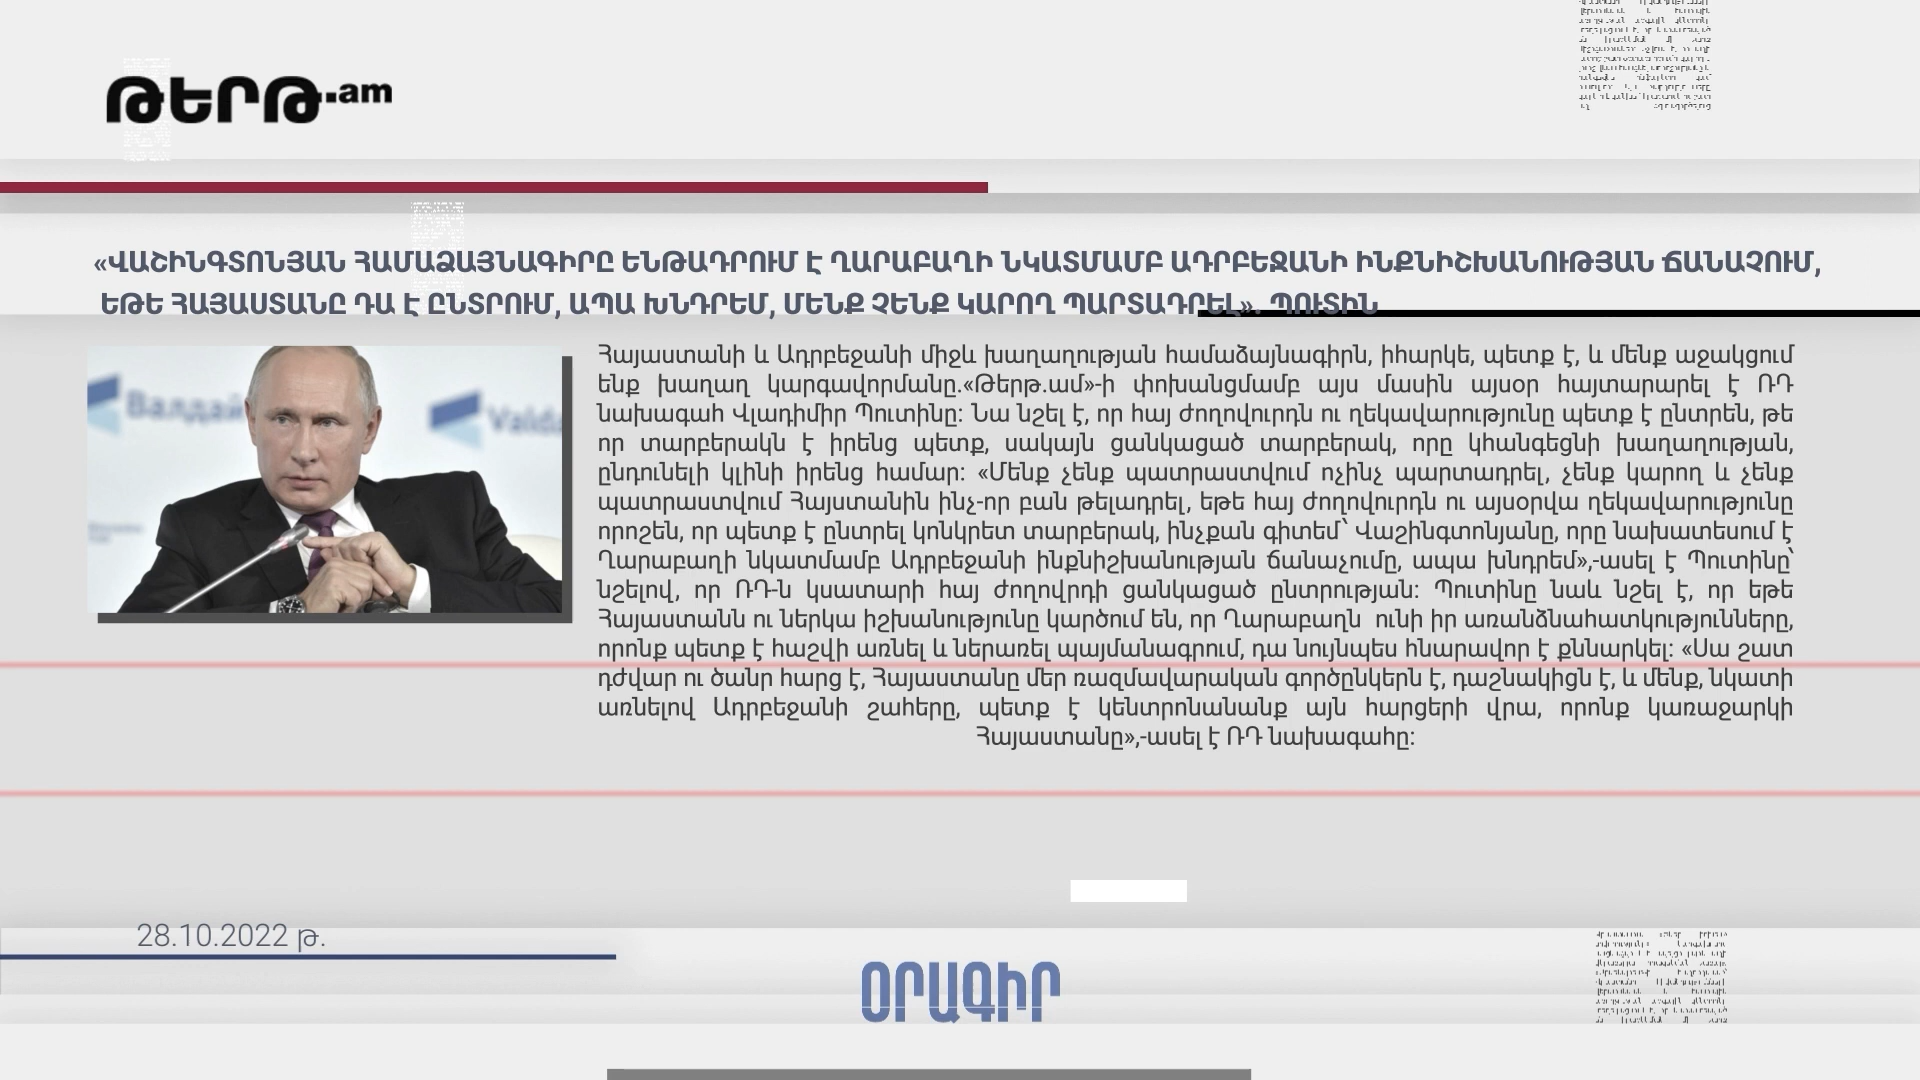 ԹԵՐԹ.am
«ՎԱՇԻՆԳՏՈՆՅԱՆ ՀԱՄԱՁԱՅՆԱԳԻՐԸ ԵՆԹԱԴՐՈՒՄ Է ՂԱՐԱԲԱՂԻ ՆԿԱՏՄԱՄԲ ԱԴՐԲԵՋԱՆԻ ԻՆՔՆԻՇԽԱՆՈՒԹՅԱՆ ՃԱՆԱՉՈՒՄ,
ԵԹԵ ՀԱՅԱՍՏԱՆԸ ԴԱ Է ԸՆՏՐՈՒՄ, ԱՊԱ ԽՆԴՐԵՄ, ՄԵՆՔ ՉԵՆՔ ԿԱՐՈՂ ՊԱՐՏԱԴՐԵԼ». ՊՈՒՏԻՆ
Валдай
Valda
Հայաստանի և Ադրբեջանի միջև խաղաղության համաձայնագիրն, իհարկե, պետք է, և մենք աջակցում
ենք խաղաղ կարգավորմանը.«Թերթ.ամ»-ի փոխանցմամբ այս մասին այսօր հայտարարել է ՌԴ
նախագահ Վլադիմիր Պուտինը։ Նա նշել է, որ հայ ժողովուրդն ու ղեկավարությունը պետք է ընտրեն, թե
որ տարբերակն է իրենց պետք, սակայն ցանկացած տարբերակ, որը կհանգեցնի խաղաղության,
ընդունելի կլինի իրենց համար։ «Մենք չենք պատրաստվում ոչինչ պարտադրել, չենք կարող և չենք
պատրաստվում Հայստանին ինչ-որ բան թելադրել, եթե հայ ժողովուրդն ու այսօրվա ղեկավարությունը
որոշեն, որ պետք է ընտրել կոնկրետ տարբերակ, ինչքան գիտեմ՝ Վաշինգտոնյանը, որը նախատեսում է
Ղարաբաղի նկատմամբ Ադրբեջանի ինքնիշխանության ճանաչումը, ապա խնդրեմ»,-ասել է Պուտինը՝
նշելով, որ ՌԴ-ն կսատարի հայ ժողովրդի ցանկացած ընտրության։ Պուտինը նաև նշել է, որ եթե
Հայաստանն ու ներկա իշխանությունը կարծում են, որ Ղարաբաղն ունի իր առանձնահատկությունները,
որոնք պետք է հաշվի առնել և ներառել պայմանագրում, դա նույնպես հնարավոր է քննարկել։ «Սա շատ
դժվար ու ծանր հարց է, Հայաստանը մեր ռազմավարական գործընկերն է, դաշնակիցն է, և մենք, նկատի
առնելով Ադրբեջանի շահերը, պետք է կենտրոնանանք այն հարցերի վրա, որոնք կառաջարկի
Հայաստանը»,-ասել է ՌԴ նախագահը։
28.10.2022 թ.
ՕՐԱԳԻՐ